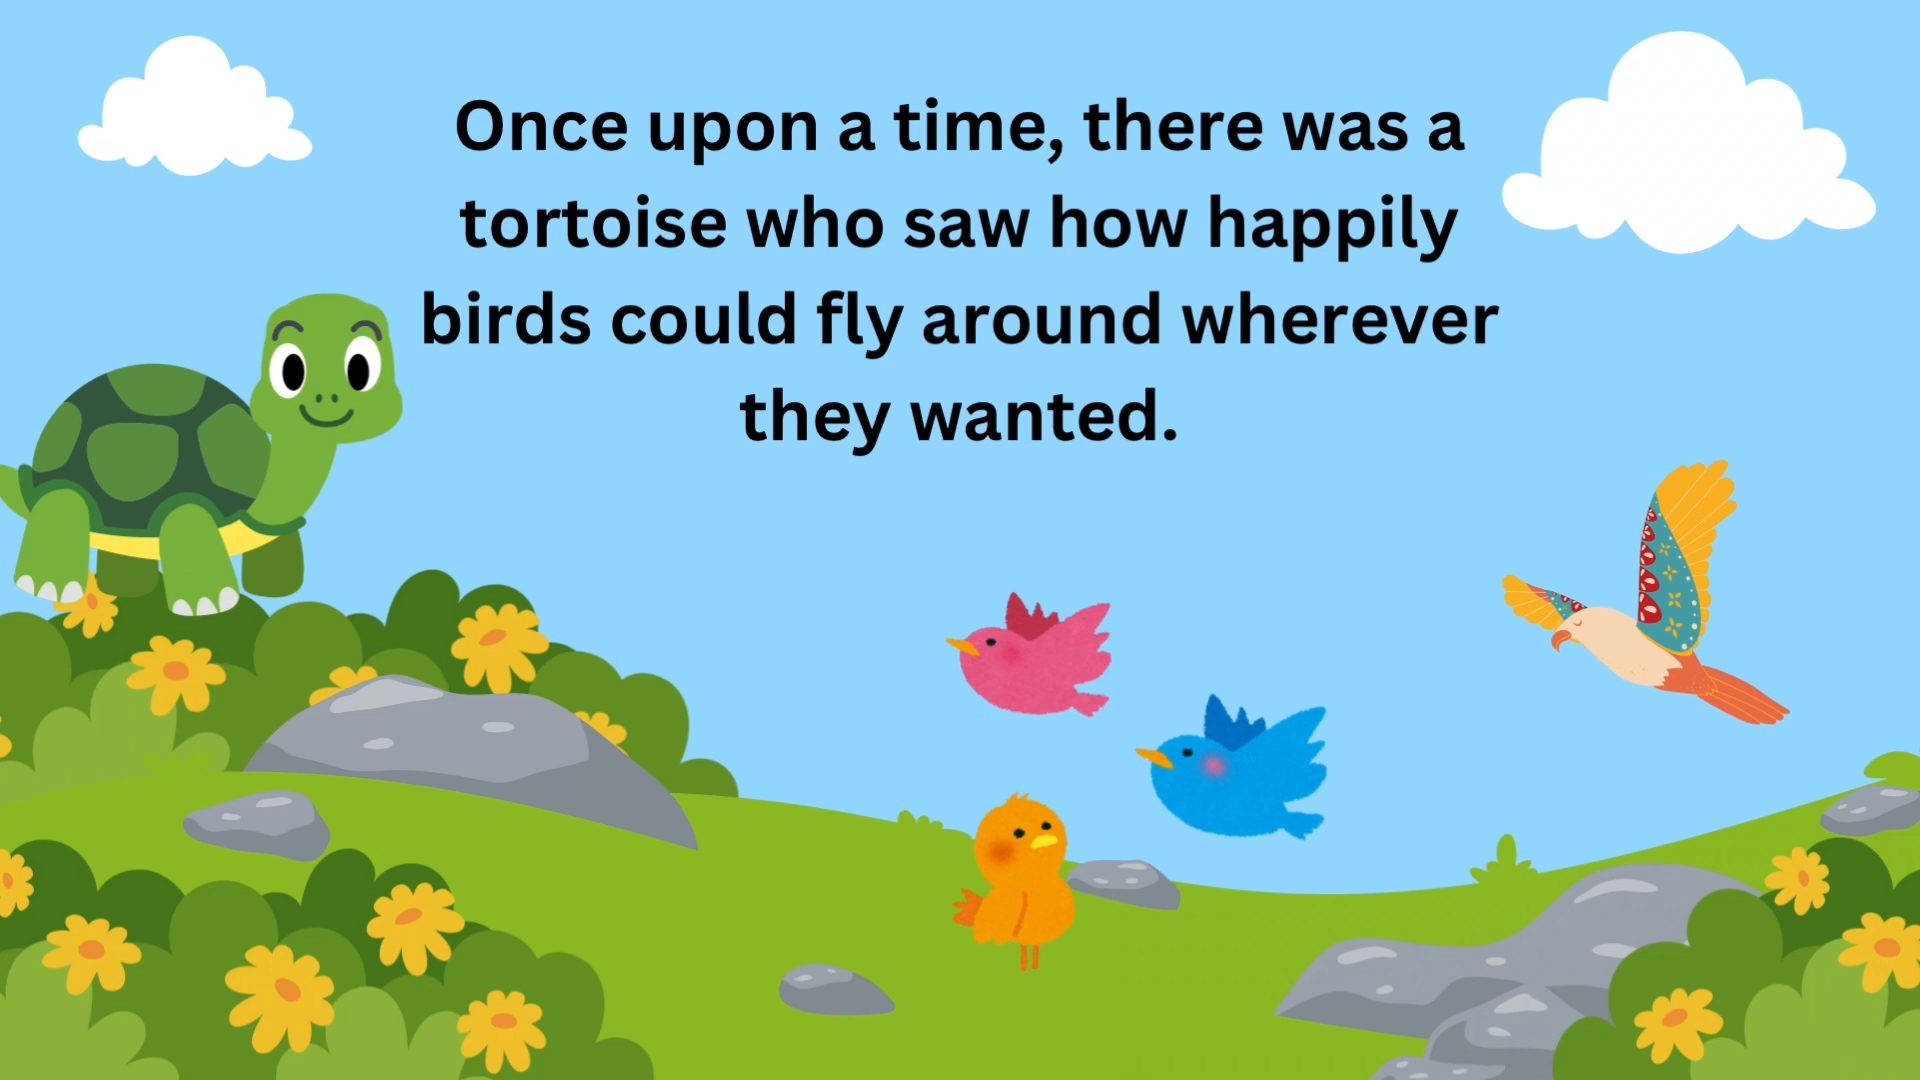 Once upon a time, there was a
tortoise who saw how happily
birds could fly around wherever
they wanted.